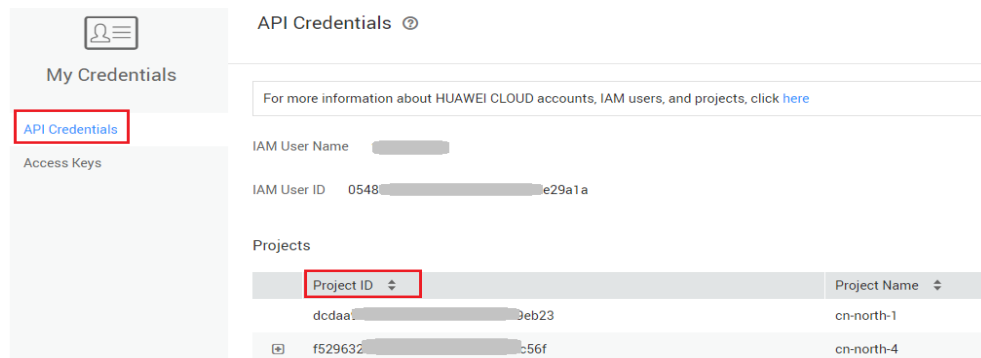 API Credentials
My Credentials
For more information about HUAWEI CLOUD accounts, IAM users, and projects, click here
API Credentials
IAM User Name
Access Keys
IAM User ID 0548 e29a1a
Projects
Project ID Project Name
dcdaa 9eb23 cn-north-1
f529632 c56f cn-north-4